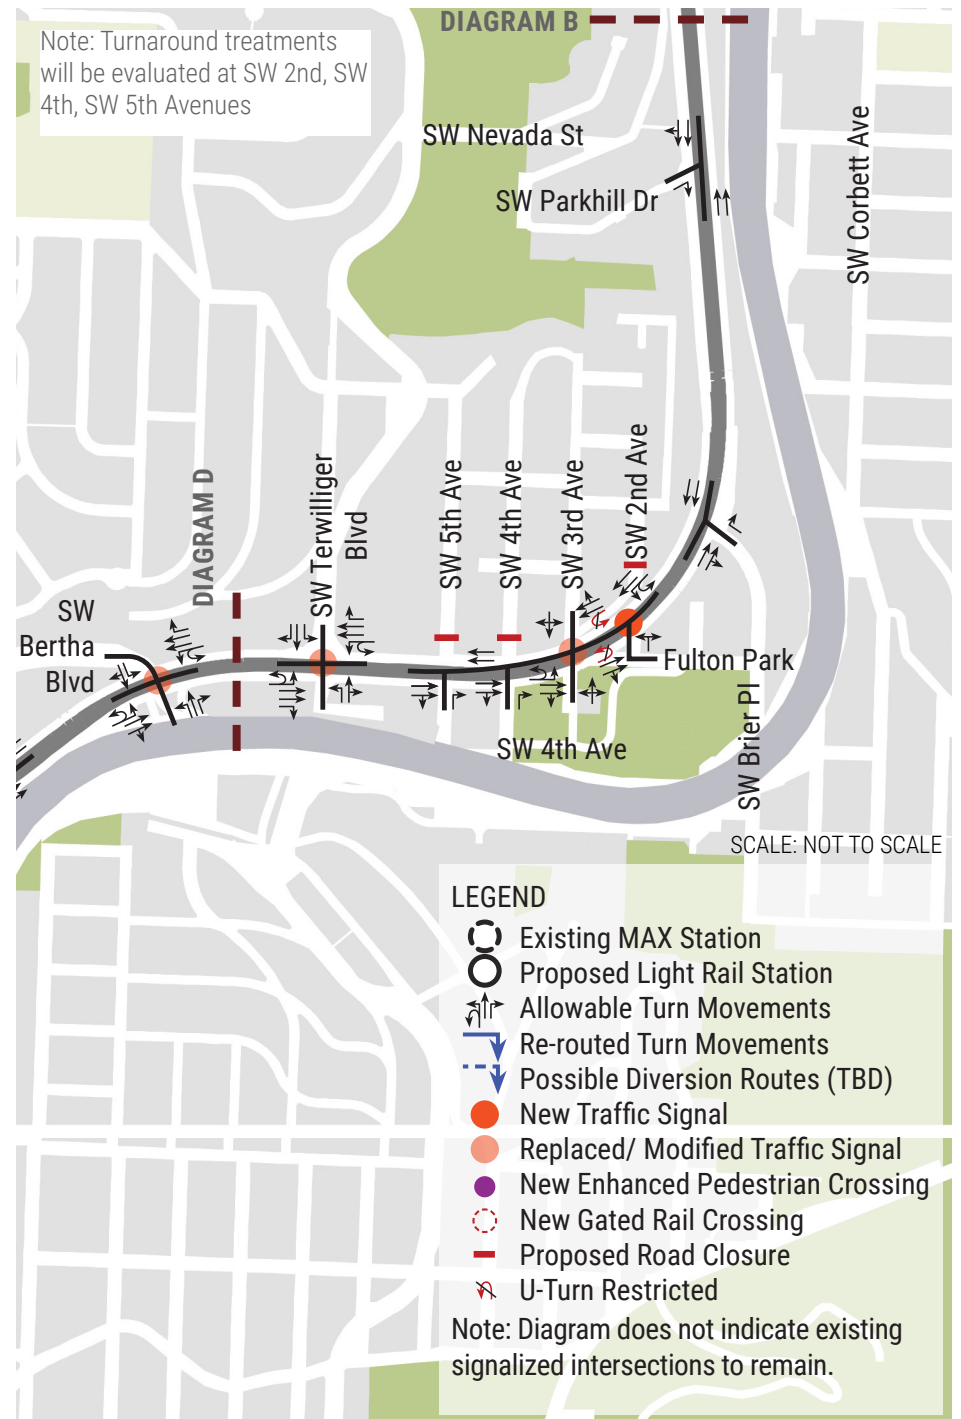 DIAGRAM B
Note: Turnaround treatments
will be evaluated at SW 2nd, SW
4th, SW 5th Avenues
SW Nevada St
SW Parkhill Dr
SW Corbett Ave
DIAGRAM D
SW Terwilliger
Blvd
SW 5th Ave
SW 4th Ave
SW 3rd Ave
SW 2nd Ave
SW
Bertha
Blvd
Fulton Park
SW 4th Ave
SW Brier Pl
SCALE: NOT TO SCALE
LEGEND
Existing MAX Station
Proposed Light Rail Station
Allowable Turn Movements
Re-routed Turn Movements
Possible Diversion Routes (TBD)
New Traffic Signal
Replaced/ Modified Traffic Signal
New Enhanced Pedestrian Crossing
New Gated Rail Crossing
Proposed Road Closure
U-Turn Restricted
Note: Diagram does not indicate existing
signalized intersections to remain.